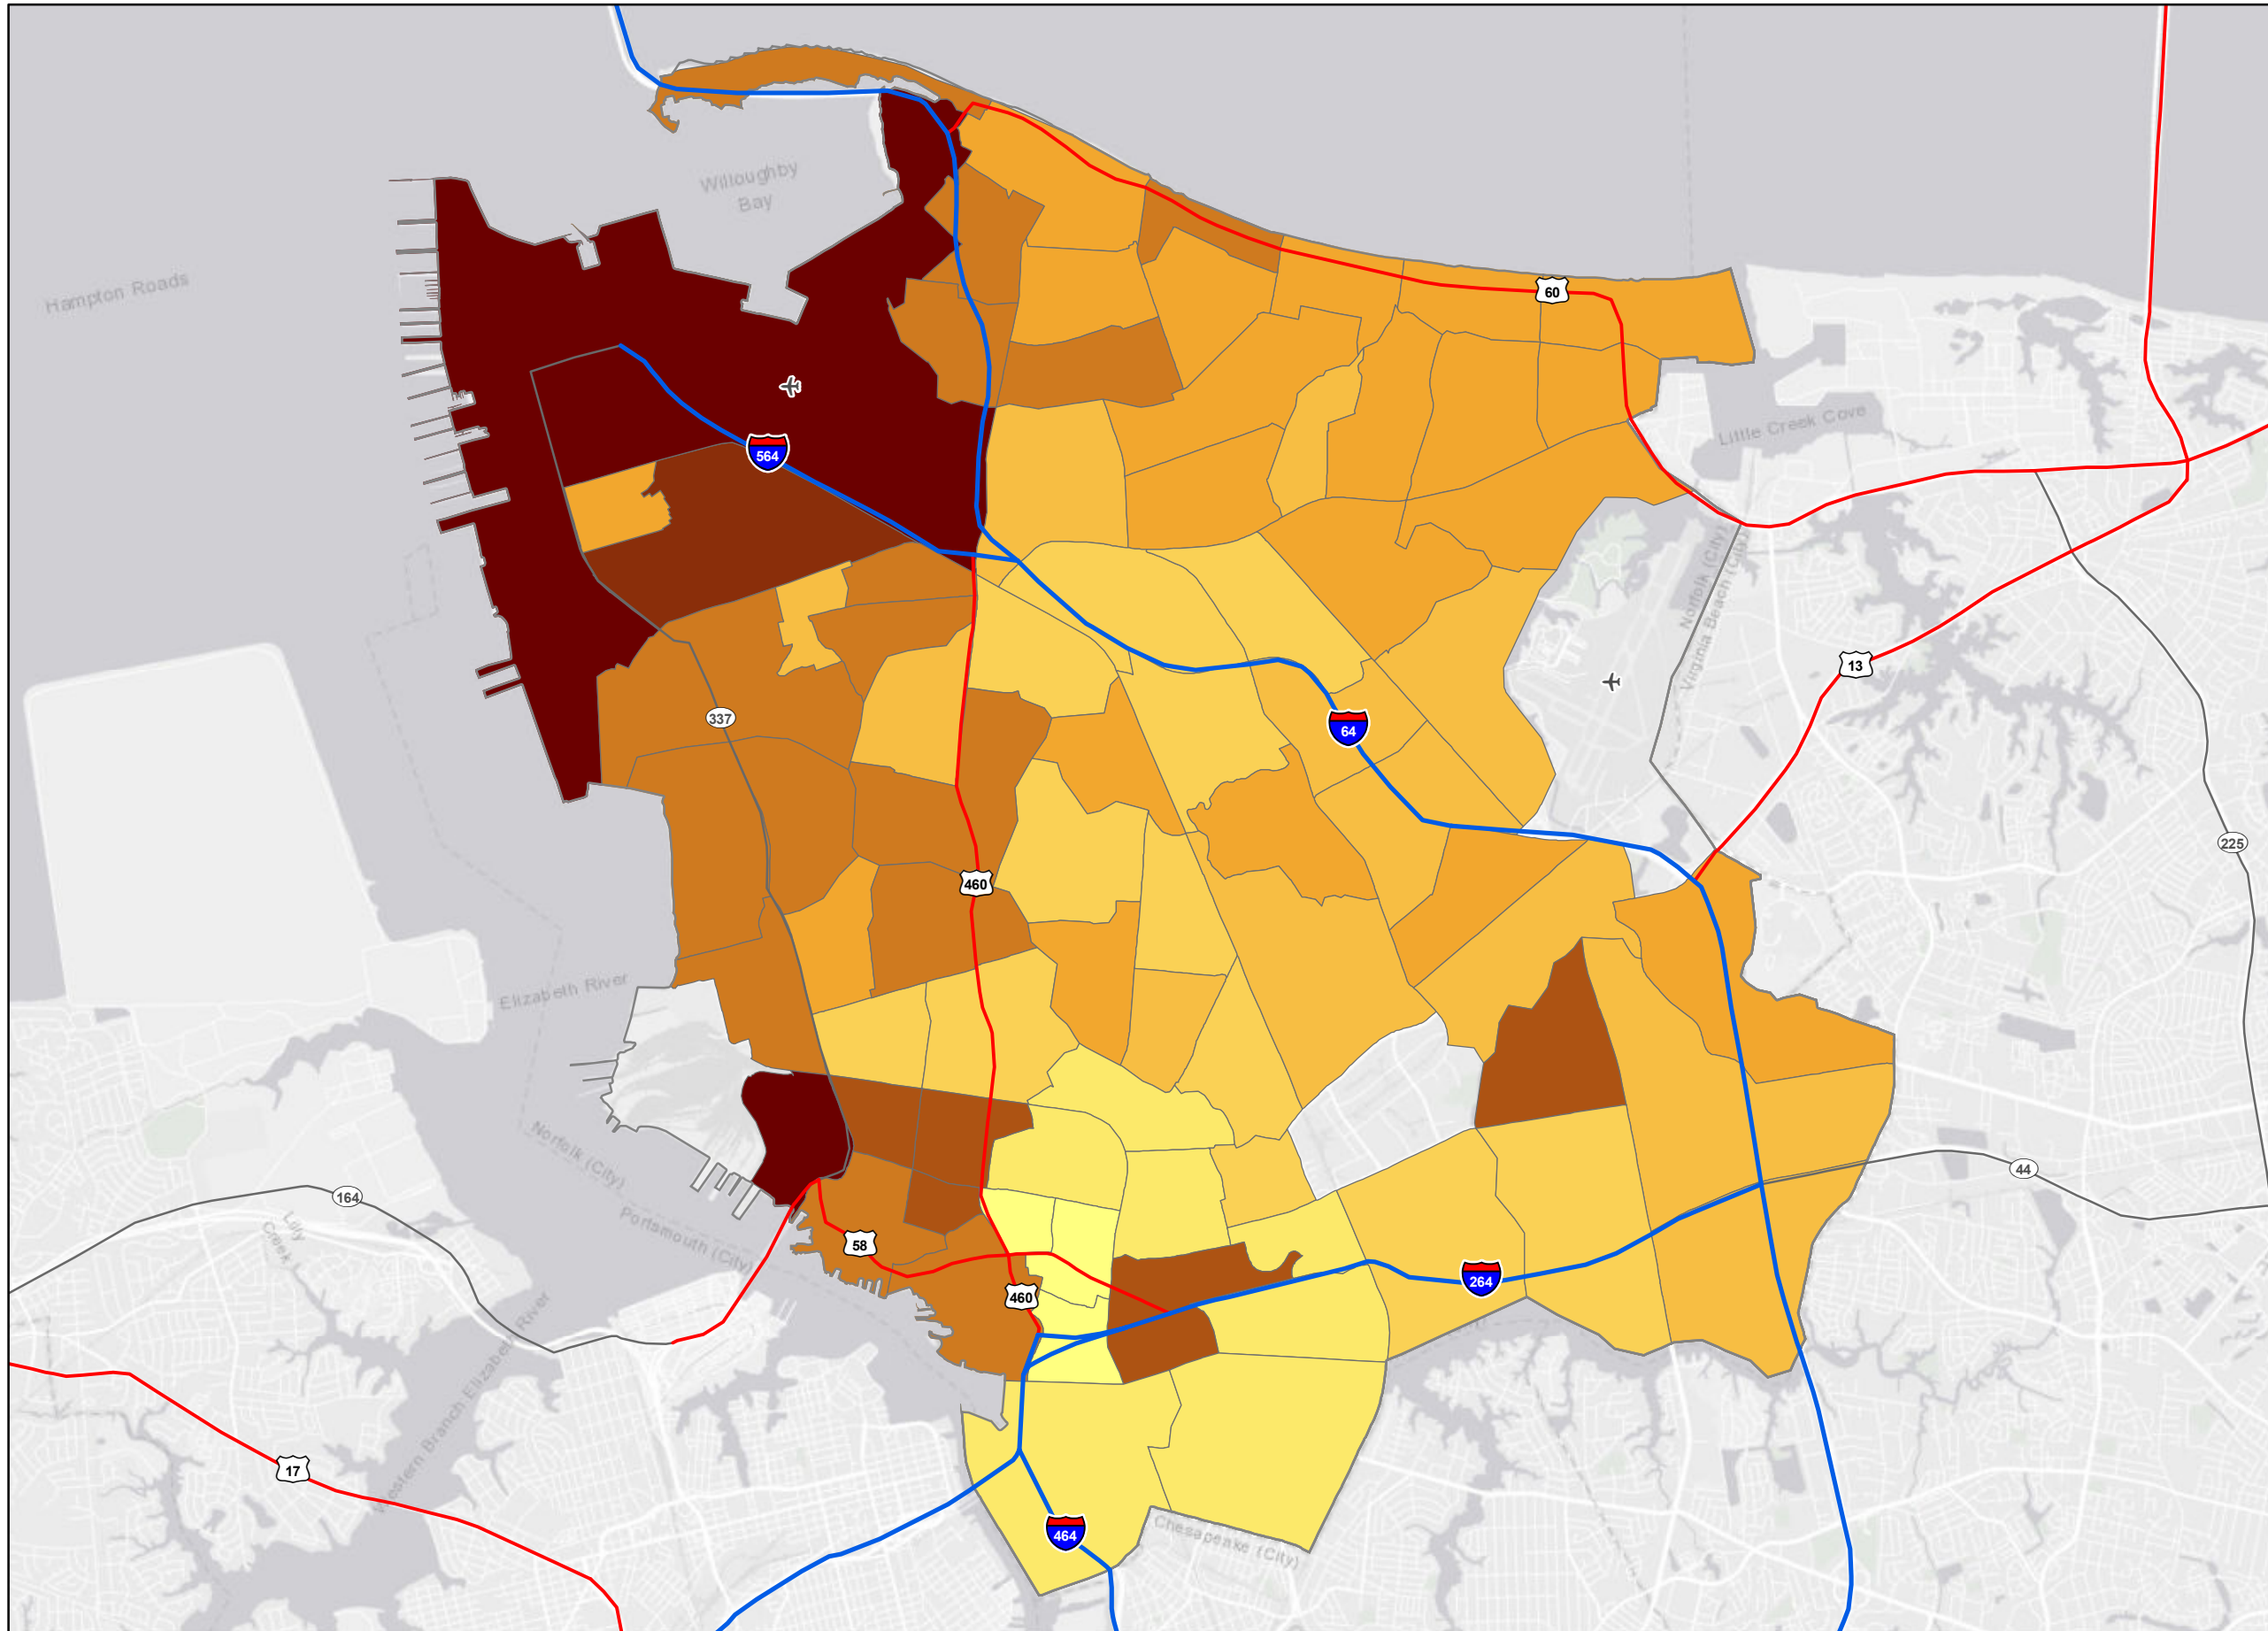 Willoughby
Bay
Hampton Roads
60
Little Creek Cove
564
Norfolk (City)
Virginia Beach (City)
13
337
64
225
460
Elizabeth River
Norfolk (City)
44
164
Lilly
Creek
Portsmouth (City)
58
264
460
Western Branch Elizabeth River
17
464
Chesapeake (City)